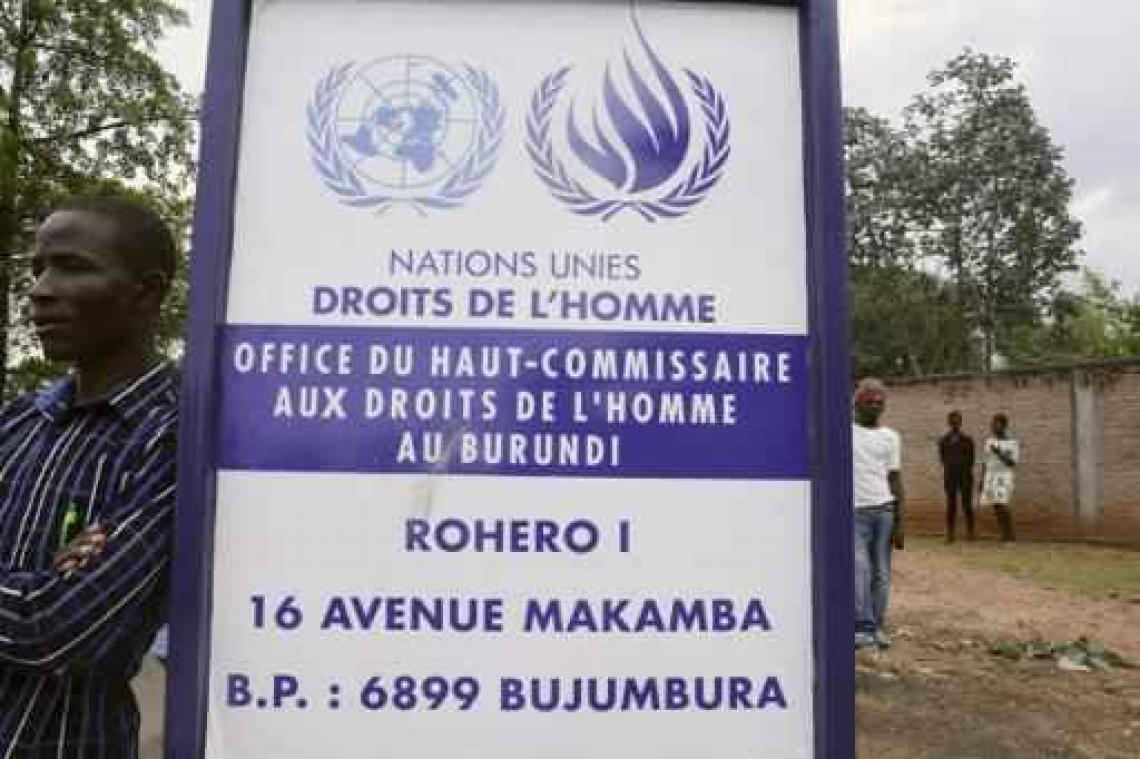 NATIONS UNIES
DROITS DE L'HOMME
OFFICE DU HAUT-COMMISSAIRE
AUX DROITS DE L'HOMME
AU BURUNDI
ROHERO I
16 AVENUE MAKAMBA
B.P. : 6899 BUJUMBURA